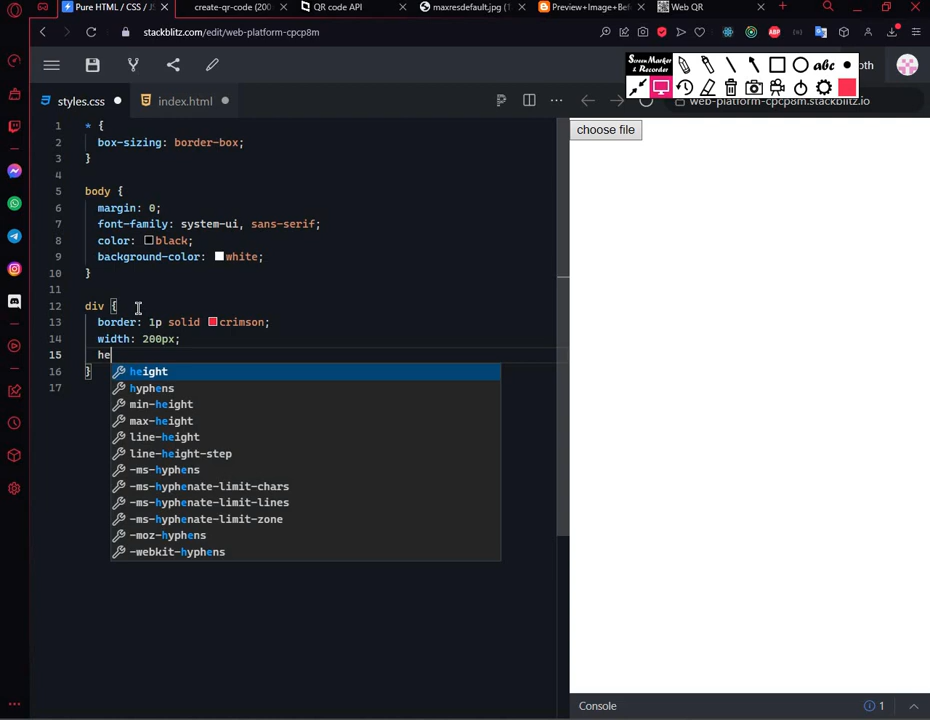 Pure HTML / CSS / JS
create-qr-code (200
QR code API
maxresdefault.jpg (1
Preview+Image+Bef
Web QR
stackblitz.com/edit/web-platform-cpcp8m
Screen Marker
& Recorder
abc
styles.css
index.html
web-platform-cpcp8m.stackblitz.io
choose file
1 * {
2 box-sizing: border-box;
3 }
4
5 body {
6 margin: 0;
7 font-family: system-ui, sans-serif;
8 color: black;
9 background-color: white;
10 }
11
12 div {
13 border: 1p solid crimson;
14 width: 200px;
15 he
16 }
17
height
hyphens
min-height
max-height
line-height
line-height-step
-ms-hyphens
-ms-hyphenate-limit-chars
-ms-hyphenate-limit-lines
-ms-hyphenate-limit-zone
-moz-hyphens
-webkit-hyphens
Console
1